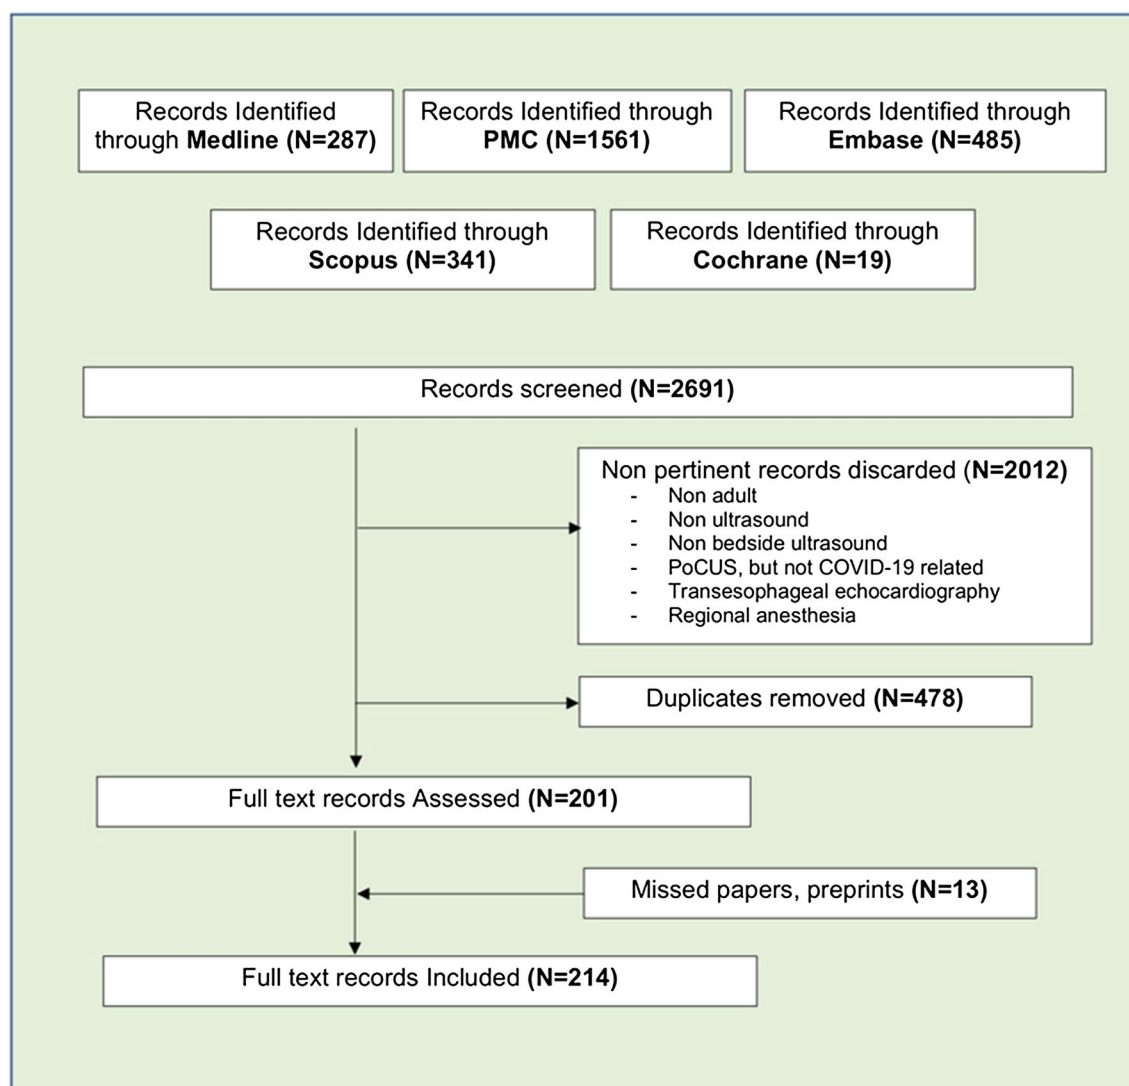 Records Identified
through Medline (N=287)
Records Identified through
PMC (N=1561)
Records Identified through
Embase (N=485)
Records Identified through
Scopus (N=341)
Records Identified through
Cochrane (N=19)
Records screened (N=2691)
Non pertinent records discarded (N=2012)
- Non adult
- Non ultrasound
- Non bedside ultrasound
- PoCUS, but not COVID-19 related
- Transesophageal echocardiography
- Regional anesthesia
Duplicates removed (N=478)
Full text records Assessed (N=201)
Missed papers, preprints (N=13)
Full text records Included (N=214)